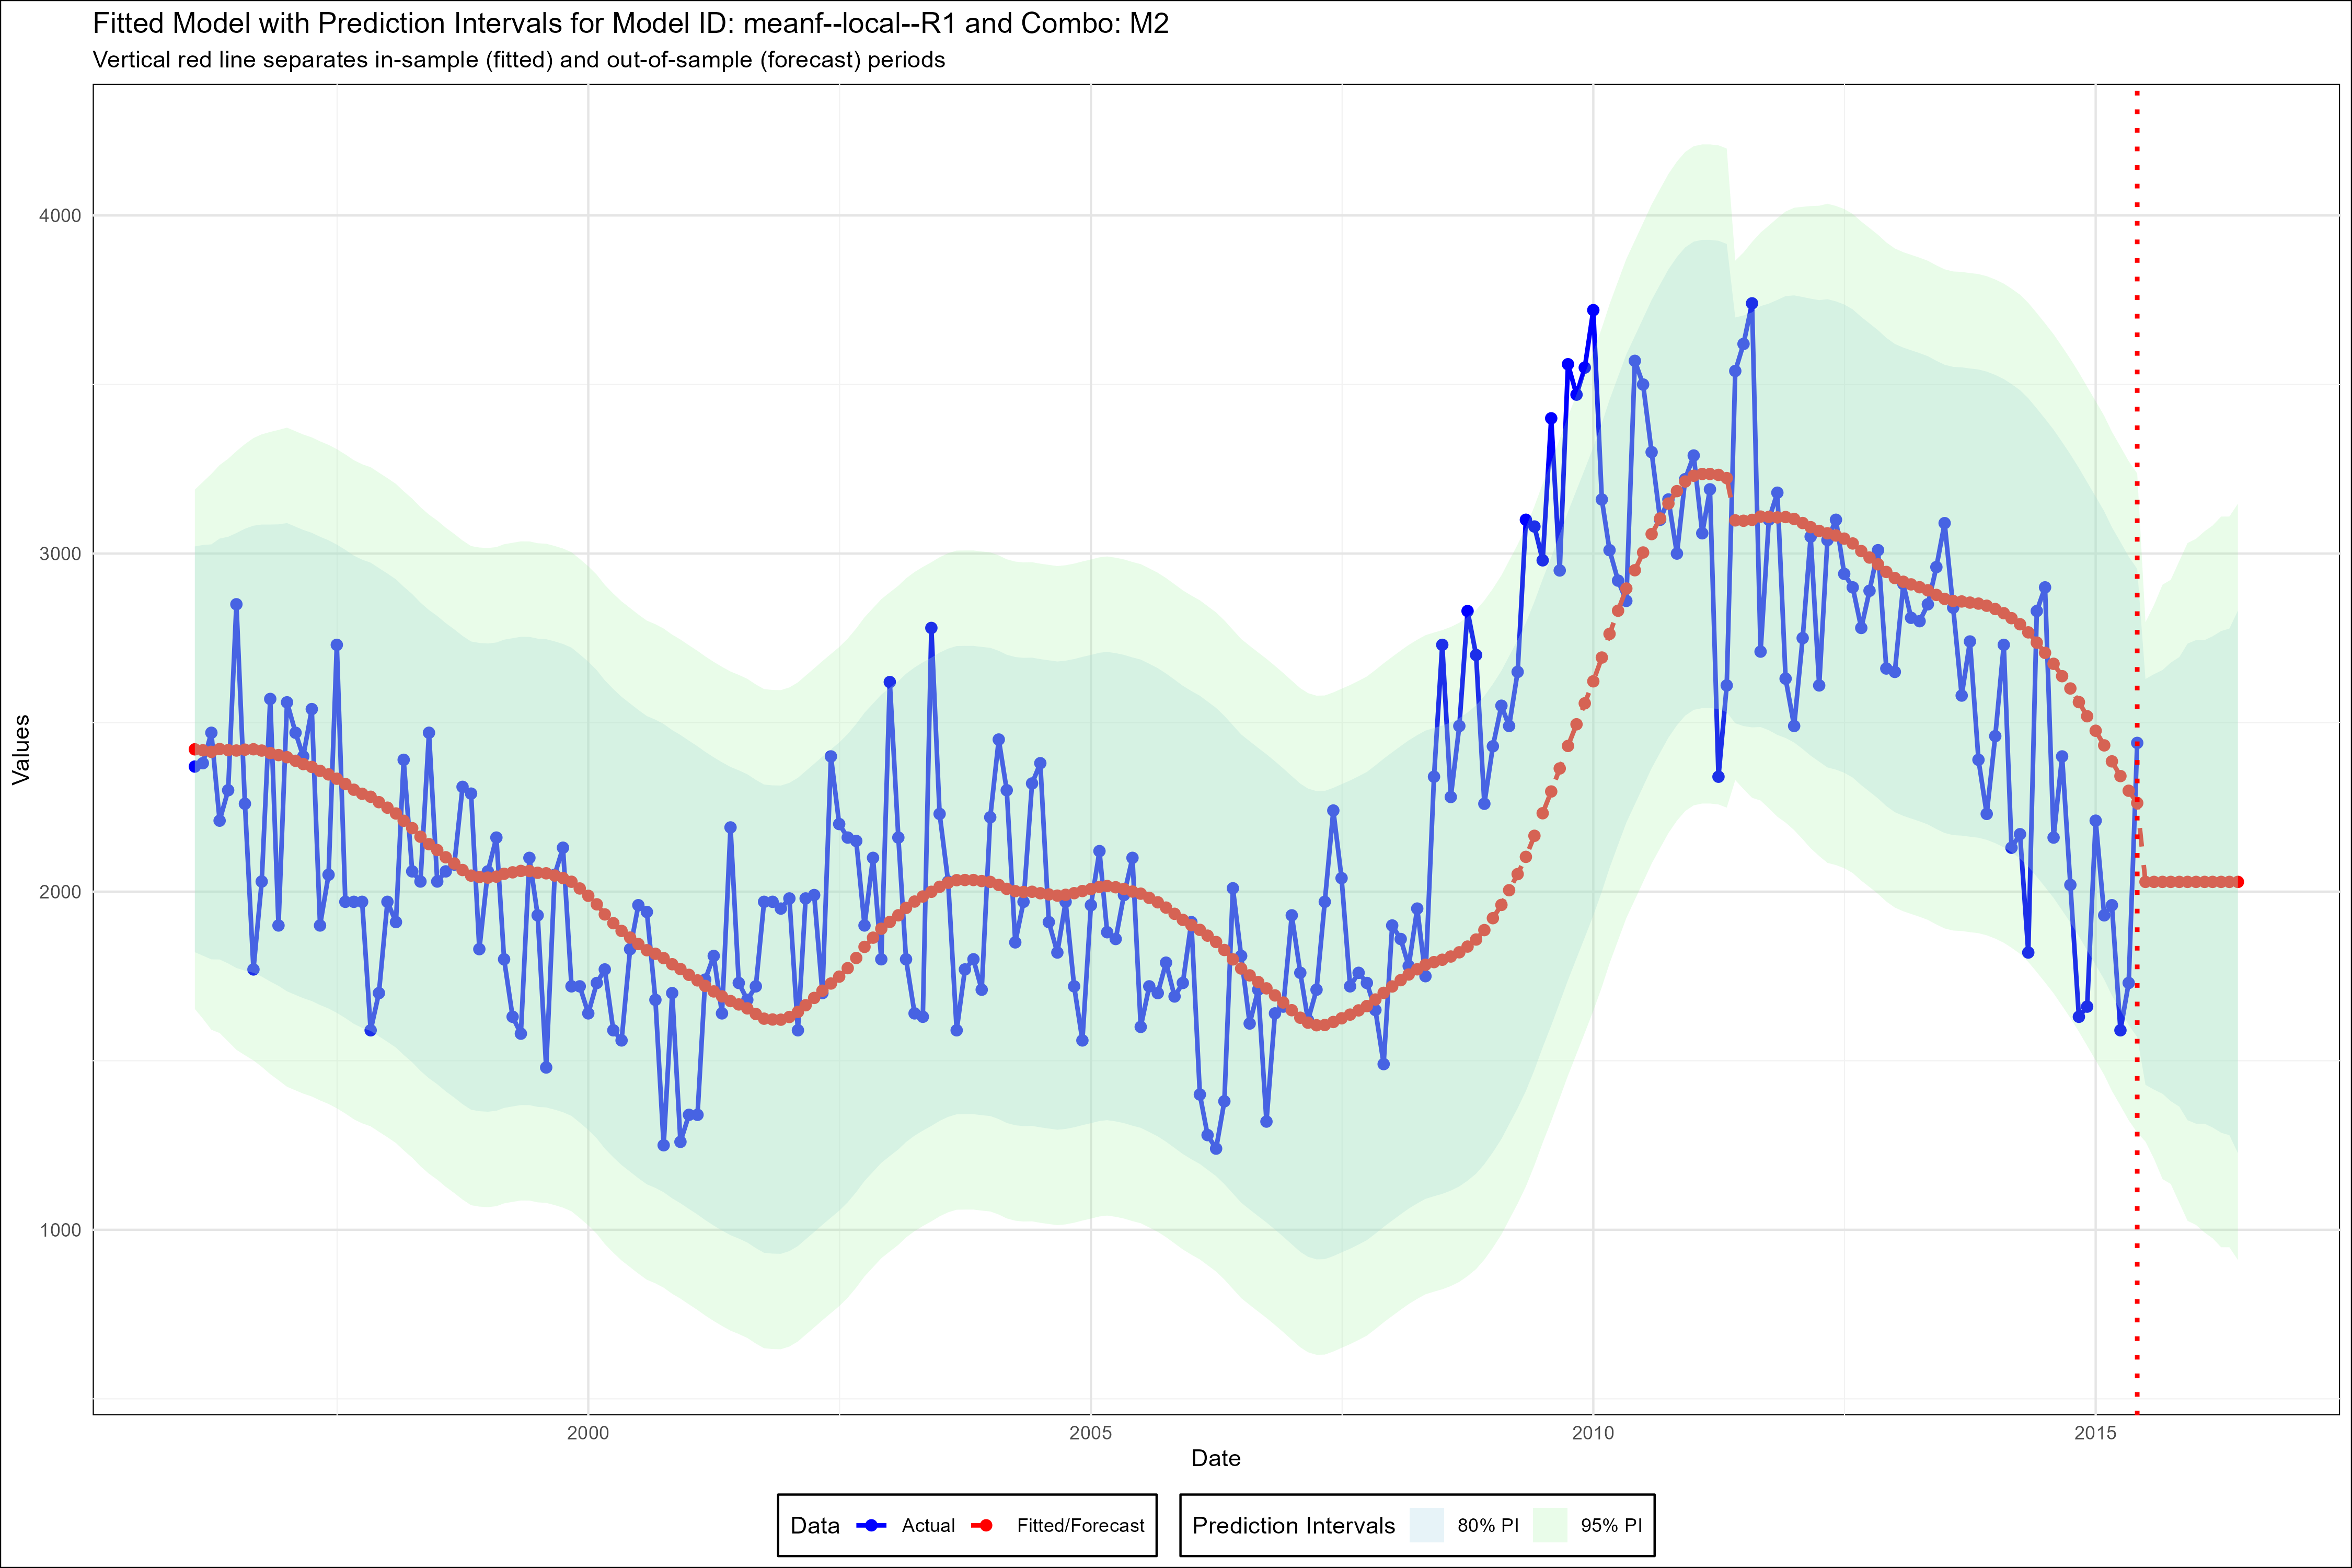 Fitted Model with Prediction Intervals for Model ID: meanf--local--R1 and Combo: M2
Vertical red line separates in-sample (fitted) and out-of-sample (forecast) periods
Values
4000
3000
2000
1000
2000 2005 2010 2015
Date
Data Actual Fitted/Forecast Prediction Intervals 80% PI 95% PI